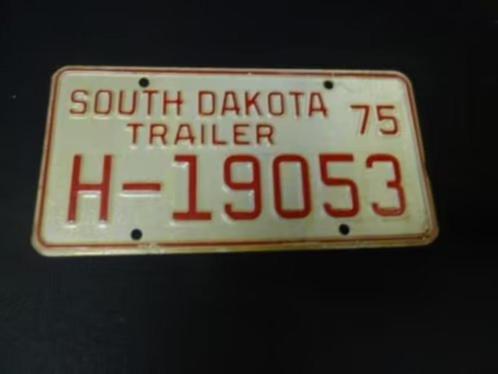 SOUTH DAKOTA 75
TRAILER
H-19053